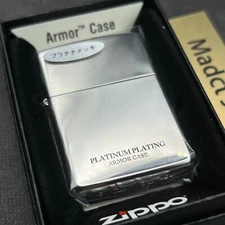 Armor™ Case
プラチナメッキ
PLATINUM PLATING
ARMOR CASE
zippo